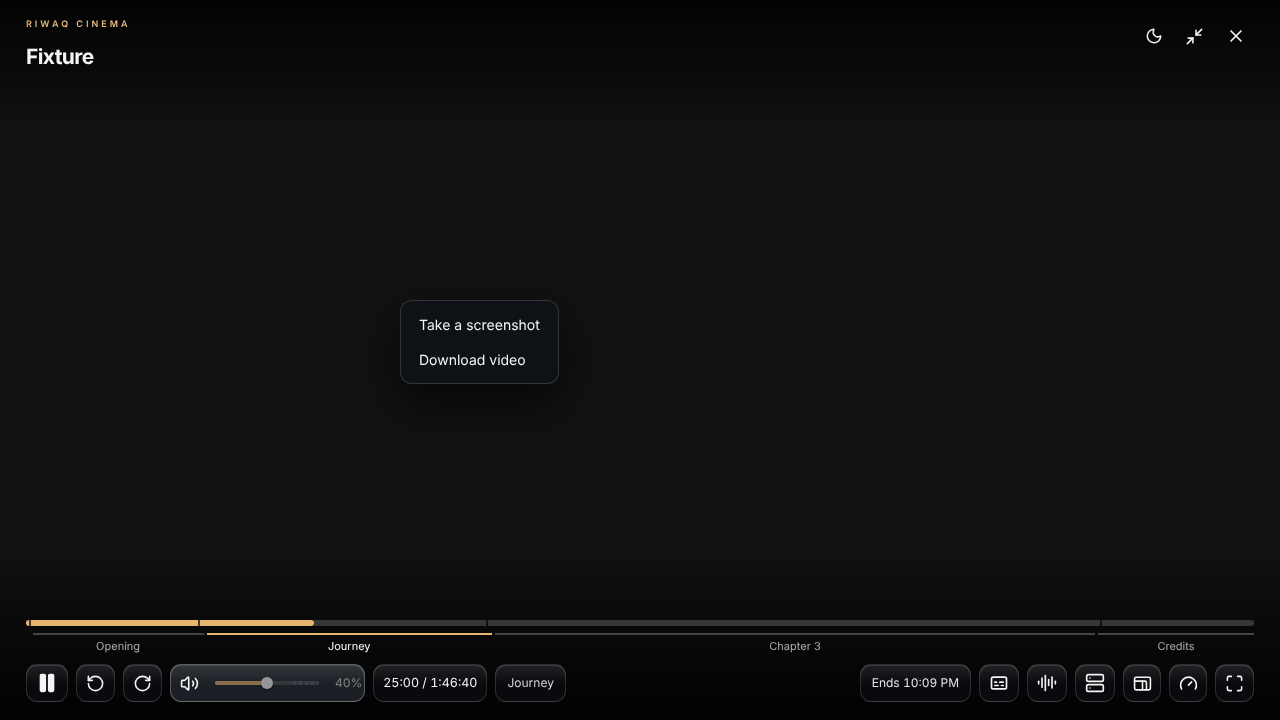 RIWAQ CINEMA
Fixture
Take a screenshot
Download video
Opening
Journey
Chapter 3
Credits
40%
25:00 / 1:46:40
Journey
Ends 10:09 PM